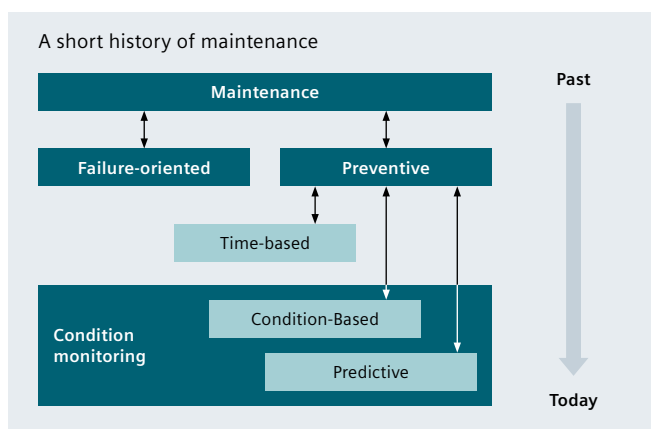 A short history of maintenance
Maintenance
Past
Failure-oriented
Preventive
Time-based
Condition-Based
Condition
monitoring
Predictive
Today